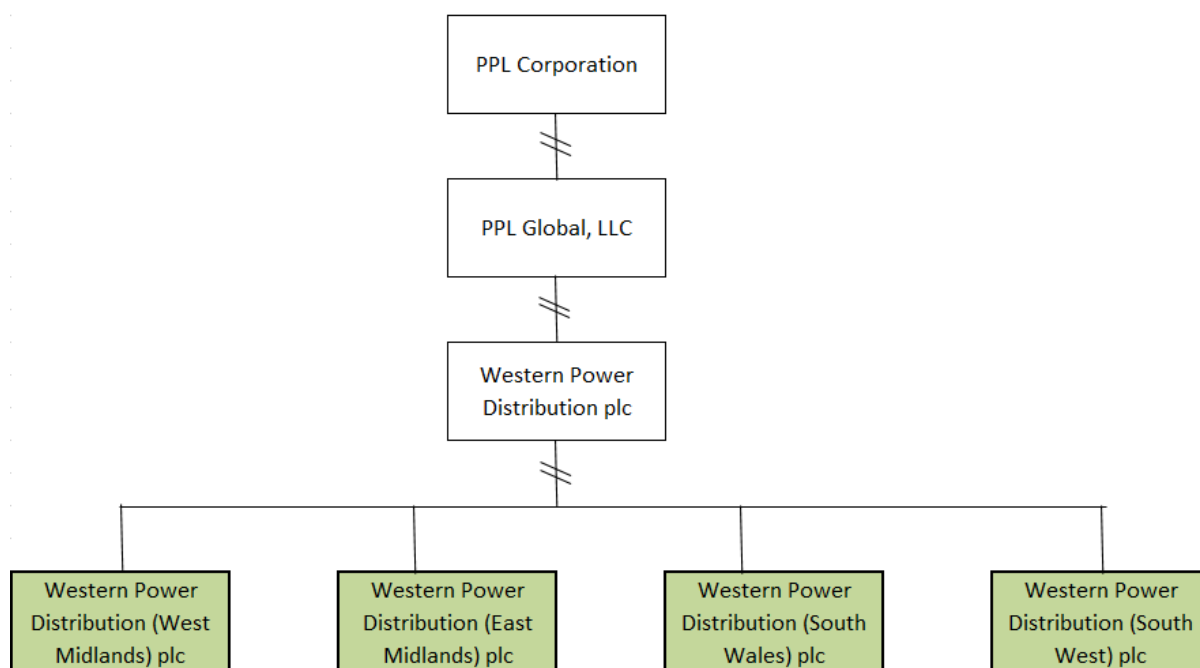 PPL Corporation
PPL Global, LLC
Western Power
Distribution plc
Western Power
Distribution (West
Midlands) plc
Western Power
Distribution (East
Midlands) plc
Western Power
Distribution (South
Wales) plc
Western Power
Distribution (South
West) plc